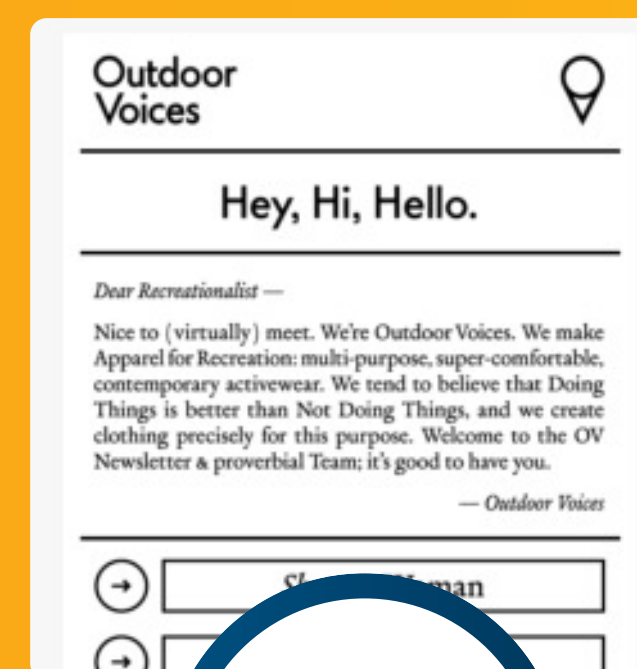 Outdoor
Voices
Hey, Hi, Hello.
Dear Recreationalist —
Nice to (virtually) meet. We're Outdoor Voices. We make
Apparel for Recreation: multi-purpose, super-comfortable,
contemporary activewear. We tend to believe that Doing
Things is better than Not Doing Things, and we create
clothing precisely for this purpose. Welcome to the OV
Newsletter & proverbial Team; it's good to have you.
— Outdoor Voices